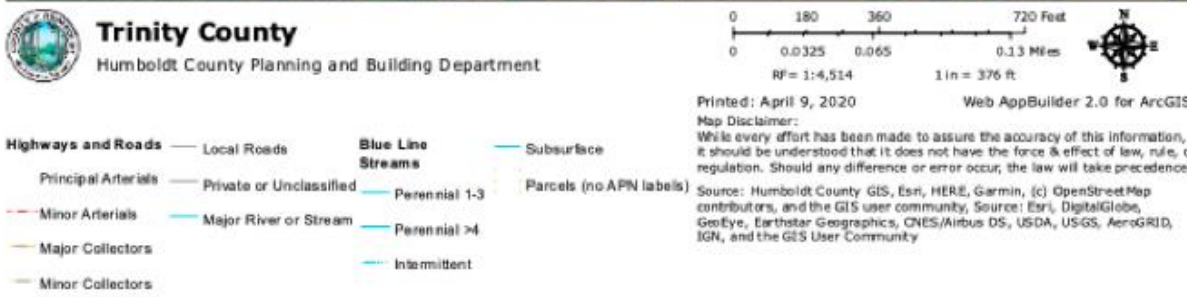 Trinity County
Humboldt County Planning and Building Department
0 180 360 720 Feet
0 0.0325 0.065 0.13 Miles
RF= 1:4,514 1 in = 376 ft
N
W E
S
Printed: April 9, 2020 Web AppBuilder 2.0 for ArcGIS
Map Disclaimer:
While every effort has been made to assure the accuracy of this information,
it should be understood that it does not have the force & effect of law, rule,
regulation. Should any difference or error occur, the law will take precedence
Source: Humboldt County GIS, Esri, HERE, Garmin, (c) OpenStreetMap
contributors, and the GIS user community, Source: Esri, DigitalGlobe,
GeoEye, Earthstar Geographics, CNES/Airbus DS, USDA, USGS, AeroGRID,
IGN, and the GIS User Community
Highways and Roads
Principal Arterials
Minor Arterials
Major Collectors
Minor Collectors
Local Roads
Private or Unclassified
Major River or Stream
Blue Line
Streams
Perennial 1-3
Perennial >4
Intermittent
Subsurface
Parcels (no APN labels)